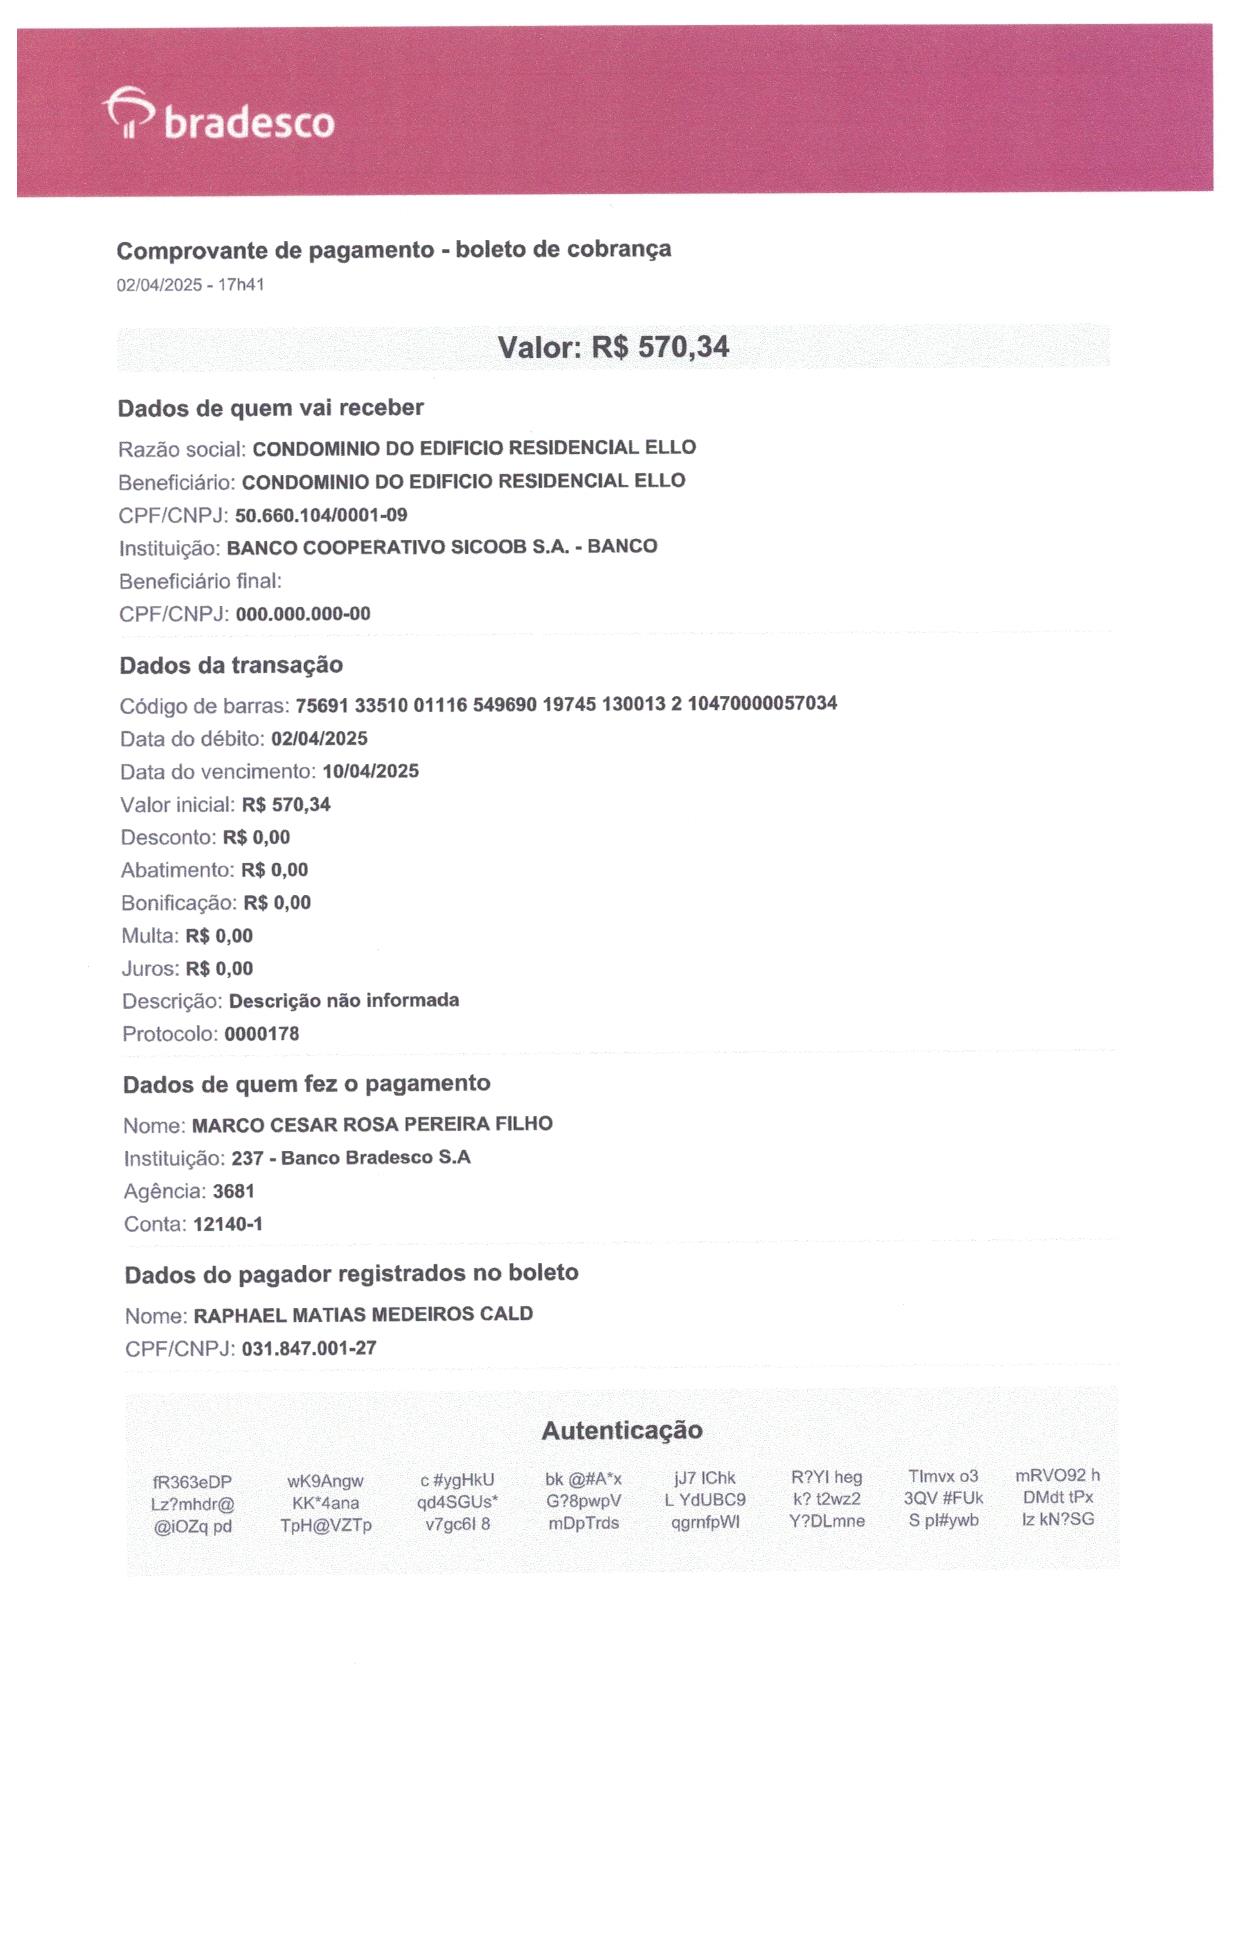 bradesco
Comprovante de pagamento - boleto de cobrança
02/04/2025 - 17h41
Valor: R$ 570,34
Dados de quem vai receber
Razão social: CONDOMINIO DO EDIFICIO RESIDENCIAL ELLO
Beneficiário: CONDOMINIO DO EDIFICIO RESIDENCIAL ELLO
CPF/CNPJ: 50.660.104/0001-09
Instituição: BANCO COOPERATIVO SICOOB S.A. - BANCO
Beneficiário final:
CPF/CNPJ: 000.000.000-00
Dados da transação
Código de barras: 75691 33510 01116 549690 19745 130013 2 10470000057034
Data do débito: 02/04/2025
Data do vencimento: 10/04/2025
Valor inicial: R$ 570,34
Desconto: R$ 0,00
Abatimento: R$ 0,00
Bonificação: R$ 0,00
Multa: R$ 0,00
Juros: R$ 0,00
Descrição: Descrição não informada
Protocolo: 0000178
Dados de quem fez o pagamento
Nome: MARCO CESAR ROSA PEREIRA FILHO
Instituição: 237 - Banco Bradesco S.A
Agência: 3681
Conta: 12140-1
Dados do pagador registrados no boleto
Nome: RAPHAEL MATIAS MEDEIROS CALD
CPF/CNPJ: 031.847.001-27
Autenticação
fR363eDP wK9Angw c #ygHkU bk @#A*x jJ7 lChk R?YI heg TImvx o3 mRVO92 h
Lz?mhdr@ KK*4ana qd4SGUs* G?8pwpV L YdUBC9 k? t2wz2 3QV #FUk DMdt tPx
@iOZq pd TpH@VZTp v7gc6I 8 mDpTrds qgrnfpWI Y?DLmne S pI#ywb Iz kN?SG